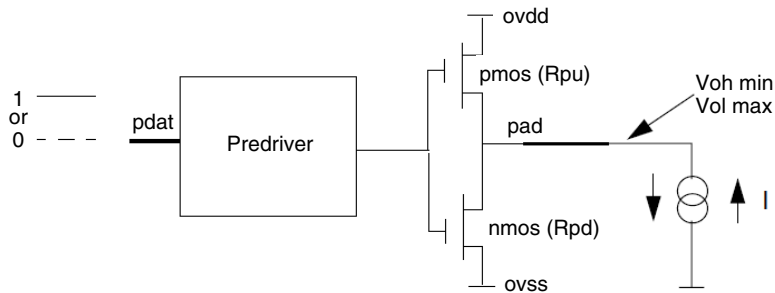 ovdd
pmos (Rpu)
Voh min
Vol max
1
or
0
pdat
Predriver
pad
I
nmos (Rpd)
ovss